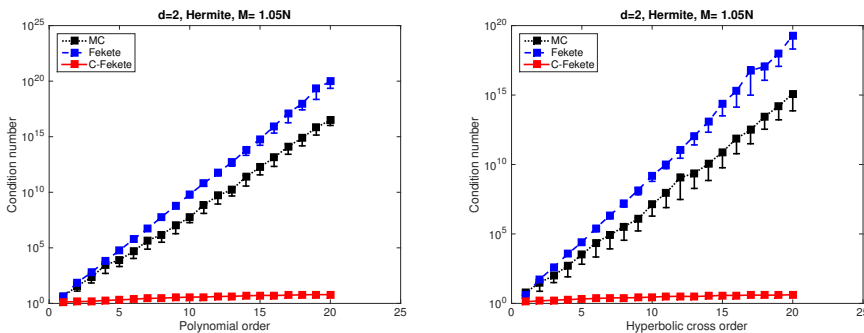 d=2, Hermite, M= 1.05N
10^25
10^20
10^15
10^10
10^5
10^0
Condition number
MC
Fekete
C-Fekete
0 5 10 15 20 25
Polynomial order
d=2, Hermite, M= 1.05N
10^20
10^15
10^10
10^5
10^0
Condition number
MC
Fekete
C-Fekete
0 5 10 15 20
Hyperbolic cross order